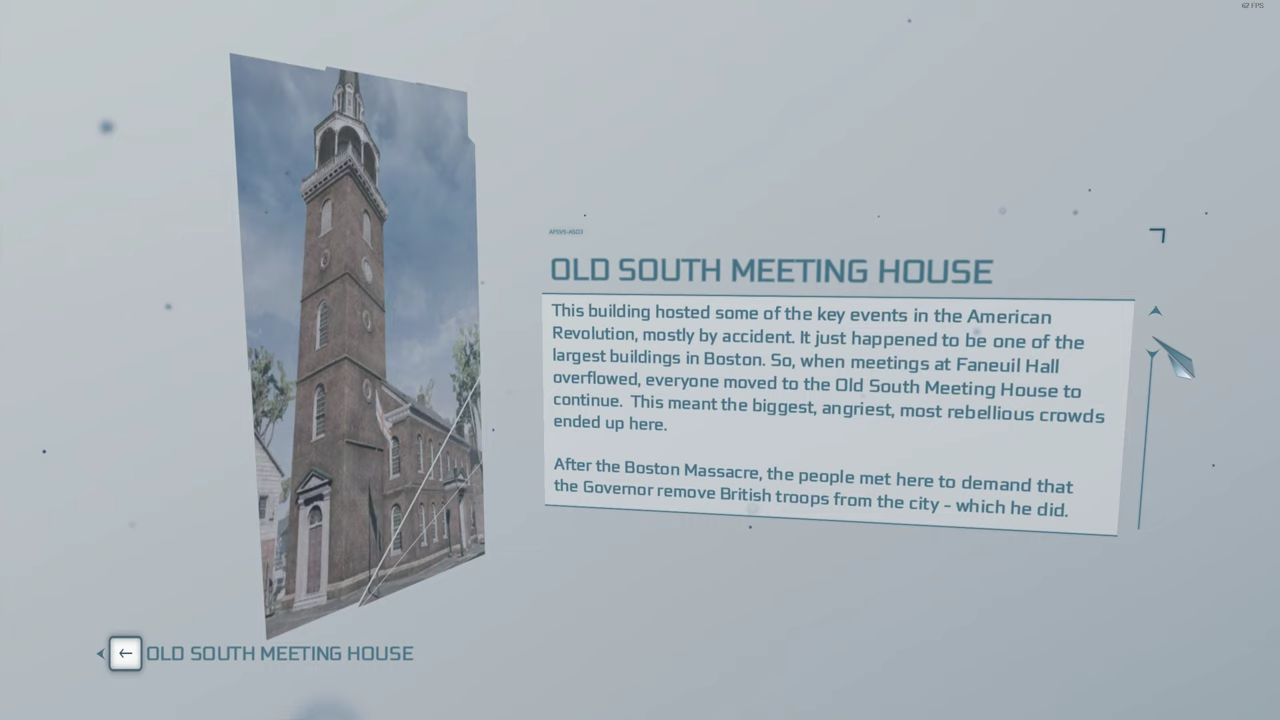 62 FPS
OLD SOUTH MEETING HOUSE
This building hosted some of the key events in the American
Revolution, mostly by accident. It just happened to be one of the
largest buildings in Boston. So, when meetings at Faneuil Hall
overflowed, everyone moved to the Old South Meeting House to
continue.  This meant the biggest, angriest, most rebellious crowds
ended up here.
After the Boston Massacre, the people met here to demand that
the Governor remove British troops from the city - which he did.
OLD SOUTH MEETING HOUSE